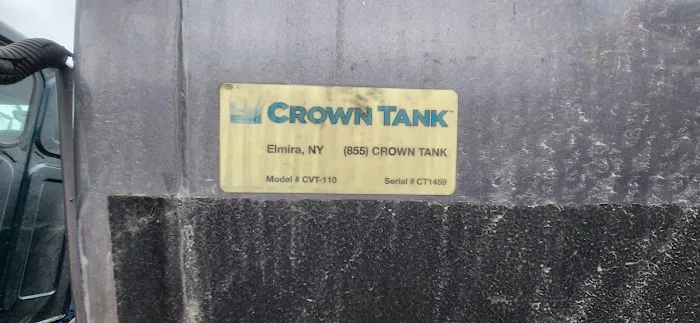 CROWN TANK
Elmira, NY (855) CROWN TANK
Model # CVT-110 Serial # CT1459